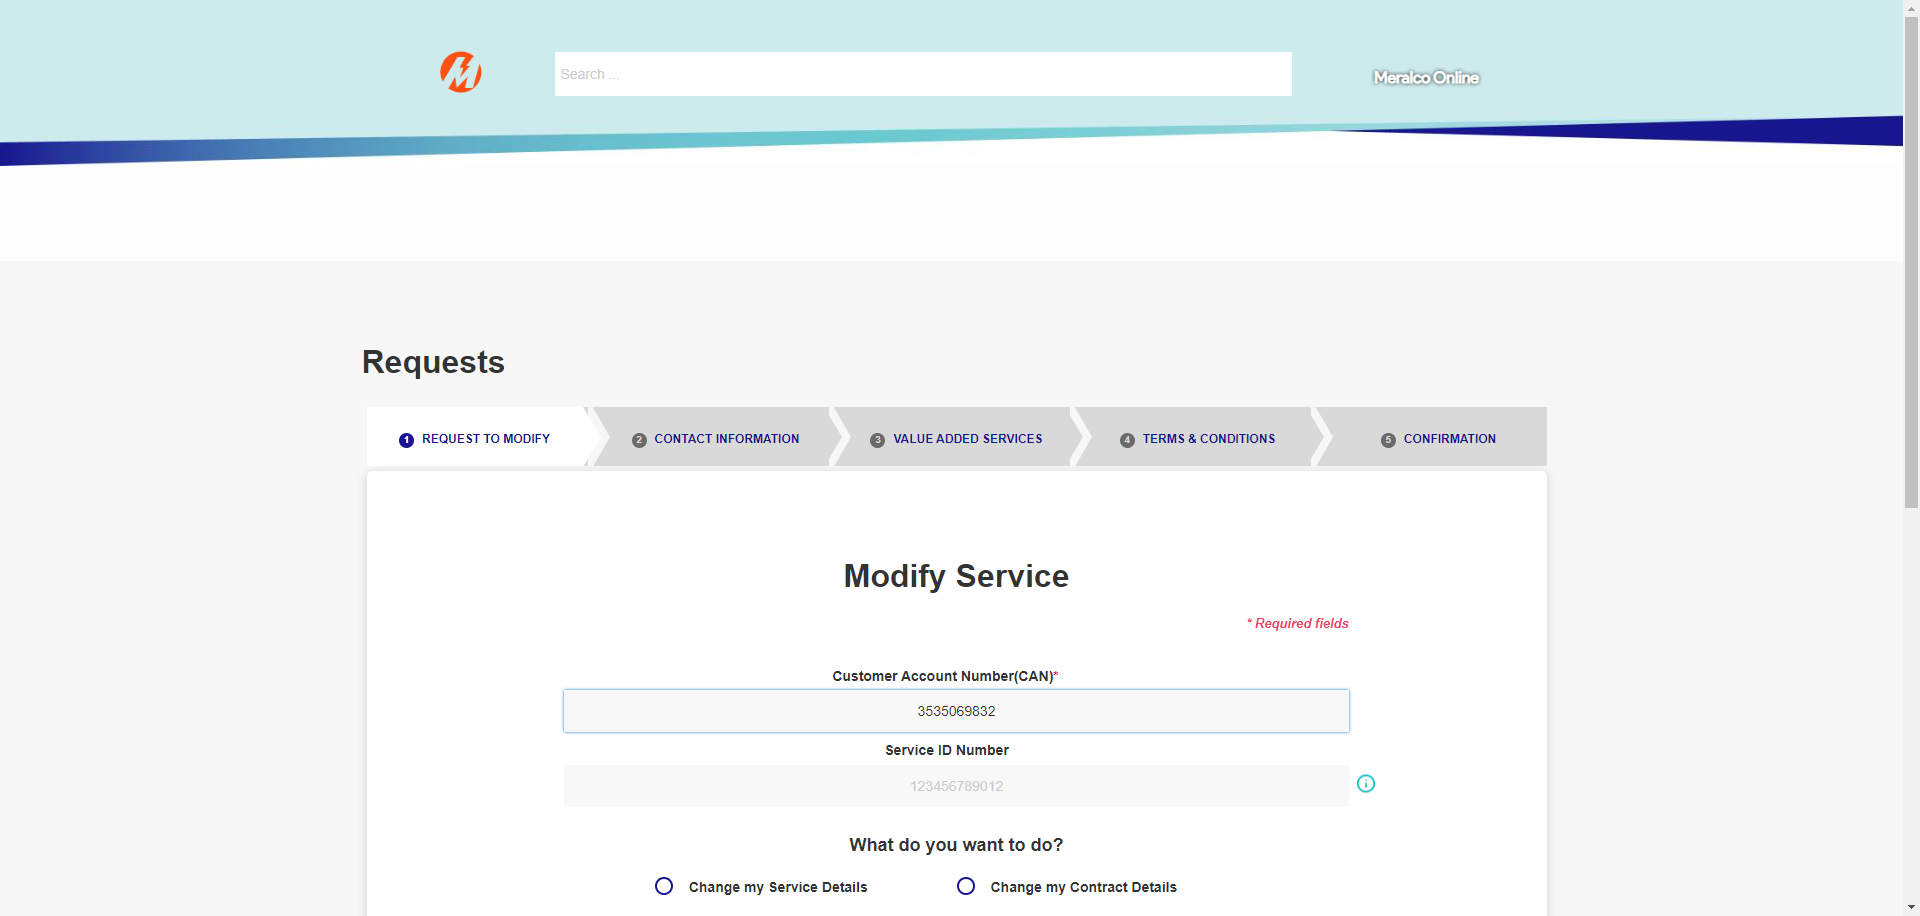 Search ...
Meralco Online
Requests
1 REQUEST TO MODIFY
2 CONTACT INFORMATION
3 VALUE ADDED SERVICES
4 TERMS & CONDITIONS
5 CONFIRMATION
Modify Service
* Required fields
Customer Account Number(CAN)*
3535069832
Service ID Number
123456789012
What do you want to do?
Change my Service Details
Change my Contract Details